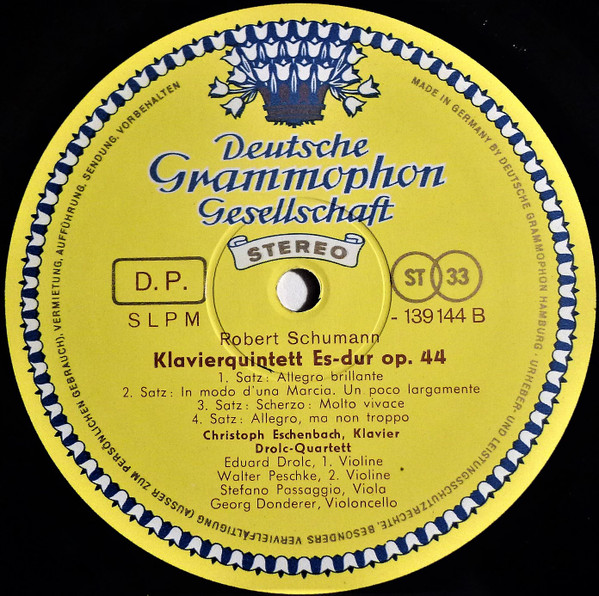 Deutsche
Grammophon
Gesellschaft
STEREO
D.P.
ST 33
SLPM - 139144 B
Robert Schumann
Klavierquintett Es-dur op. 44
1. Satz: Allegro brillante
2. Satz: In modo d'una Marcia. Un poco largamente
3. Satz: Scherzo: Molto vivace
4. Satz: Allegro, ma non troppo
Christoph Eschenbach, Klavier
Drolc-Quartett
Eduard Drolc, 1. Violine
Walter Peschke, 2. Violine
Stefano Passaggio, Viola
Georg Donderer, Violoncello
MADE IN GERMANY BY DEUTSCHE GRAMMOPHON HAMBURG · URHEBER- UND LEISTUNGSSCHUTZRECHTE, BESONDERS VERVIELFÄLTIGUNG (AUSSER ZUM PERSÖNLICHEN GEBRAUCH), VERMIETUNG, AUFFÜHRUNG, SENDUNG, VORBEHALTEN